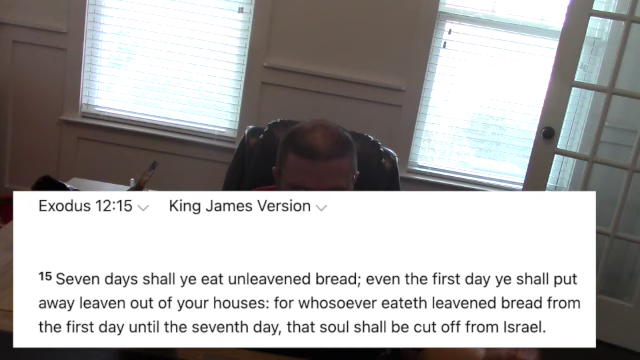 Exodus 12:15 King James Version
15 Seven days shall ye eat unleavened bread; even the first day ye shall put
away leaven out of your houses: for whosoever eateth leavened bread from
the first day until the seventh day, that soul shall be cut off from Israel.